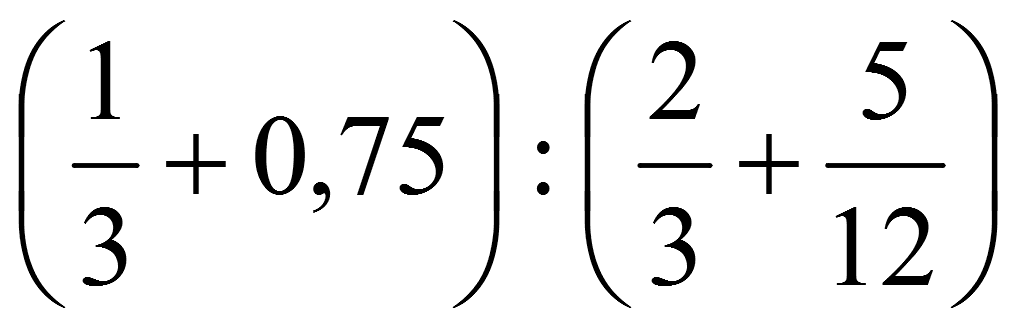 (1/3 + 0,75) : (2/3 + 5/12)